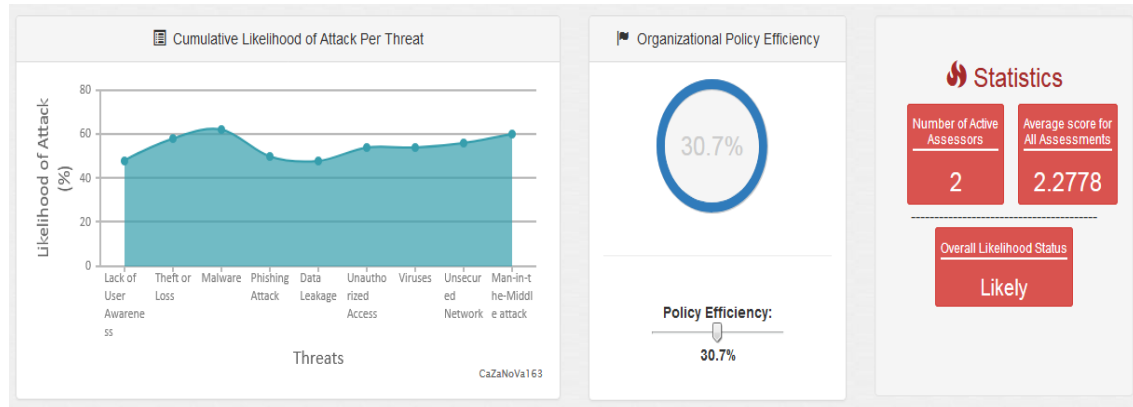 Cumulative Likelihood of Attack Per Threat
Likelihood of Attack
(%)
80
60
40
20
0
Lack of
User
Awarene
ss
Theft or
Loss
Malware
Phishing
Attack
Data
Leakage
Unautho
rized
Access
Viruses
Unsecur
ed
Network
Man-in-t
he-Middl
e attack
Threats
CaZaNoVa163
Organizational Policy Efficiency
30.7%
Policy Efficiency:
30.7%
Statistics
Number of Active
Assessors
2
Average score for
All Assessments
2.2778
Overall Likelihood Status
Likely